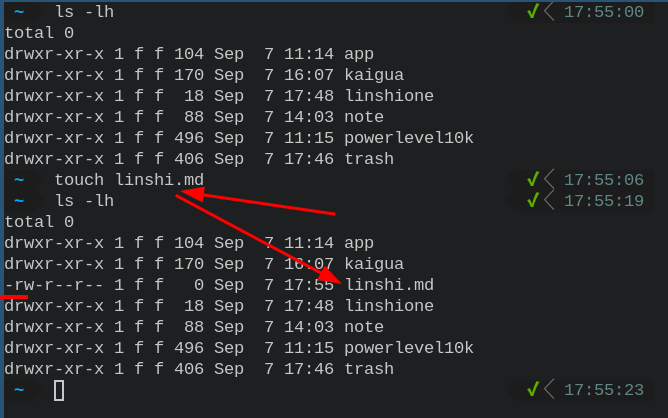 ~ ls -lh ✓ 17:55:00
total 0
drwxr-xr-x 1 f f 104 Sep  7 11:14 app
drwxr-xr-x 1 f f 170 Sep  7 16:07 kaigua
drwxr-xr-x 1 f f  18 Sep  7 17:48 linshione
drwxr-xr-x 1 f f  88 Sep  7 14:03 note
drwxr-xr-x 1 f f 496 Sep  7 11:15 powerlevel10k
drwxr-xr-x 1 f f 406 Sep  7 17:46 trash
~ touch linshi.md ✓ 17:55:06
~ ls -lh ✓ 17:55:19
total 0
drwxr-xr-x 1 f f 104 Sep  7 11:14 app
drwxr-xr-x 1 f f 170 Sep  7 16:07 kaigua
-rw-r--r-- 1 f f   0 Sep  7 17:55 linshi.md
drwxr-xr-x 1 f f  18 Sep  7 17:48 linshione
drwxr-xr-x 1 f f  88 Sep  7 14:03 note
drwxr-xr-x 1 f f 496 Sep  7 11:15 powerlevel10k
drwxr-xr-x 1 f f 406 Sep  7 17:46 trash
~ ✓ 17:55:23